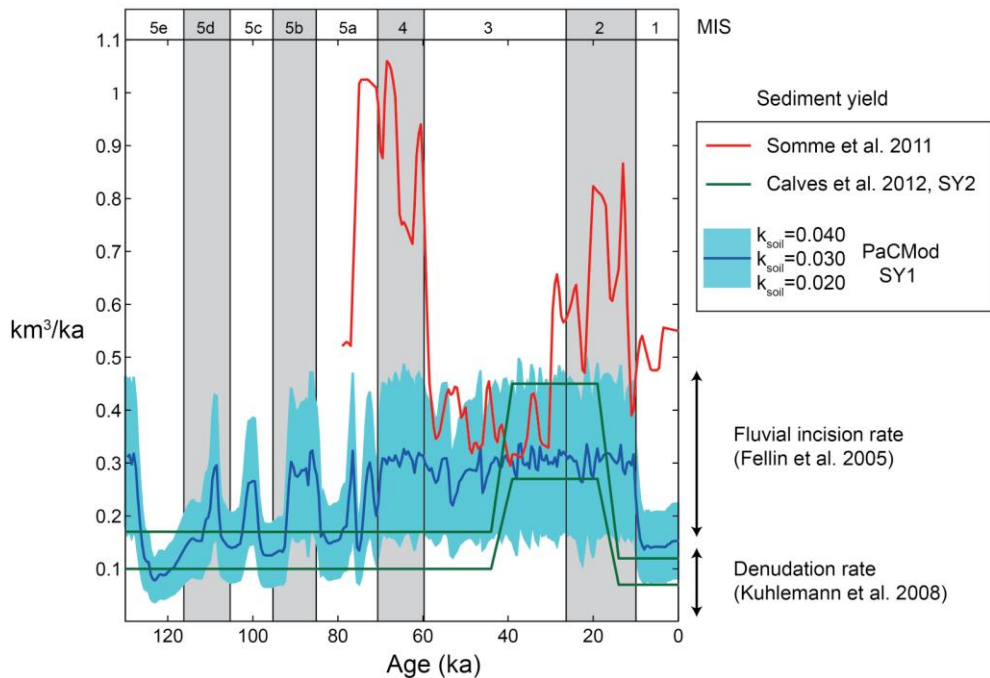 5e 5d 5c 5b 5a 4 3 2 1 MIS
1.1
1
0.9
0.8
0.7
0.6
0.5
0.4
0.3
0.2
0.1
km³/ka
120 100 80 60 40 20 0
Age (ka)
Sediment yield
Somme et al. 2011
Calves et al. 2012, SY2
k_soil=0.040
k_soil=0.030
k_soil=0.020
PaCMod
SY1
Fluvial incision rate
(Fellin et al. 2005)
Denudation rate
(Kuhlemann et al. 2008)